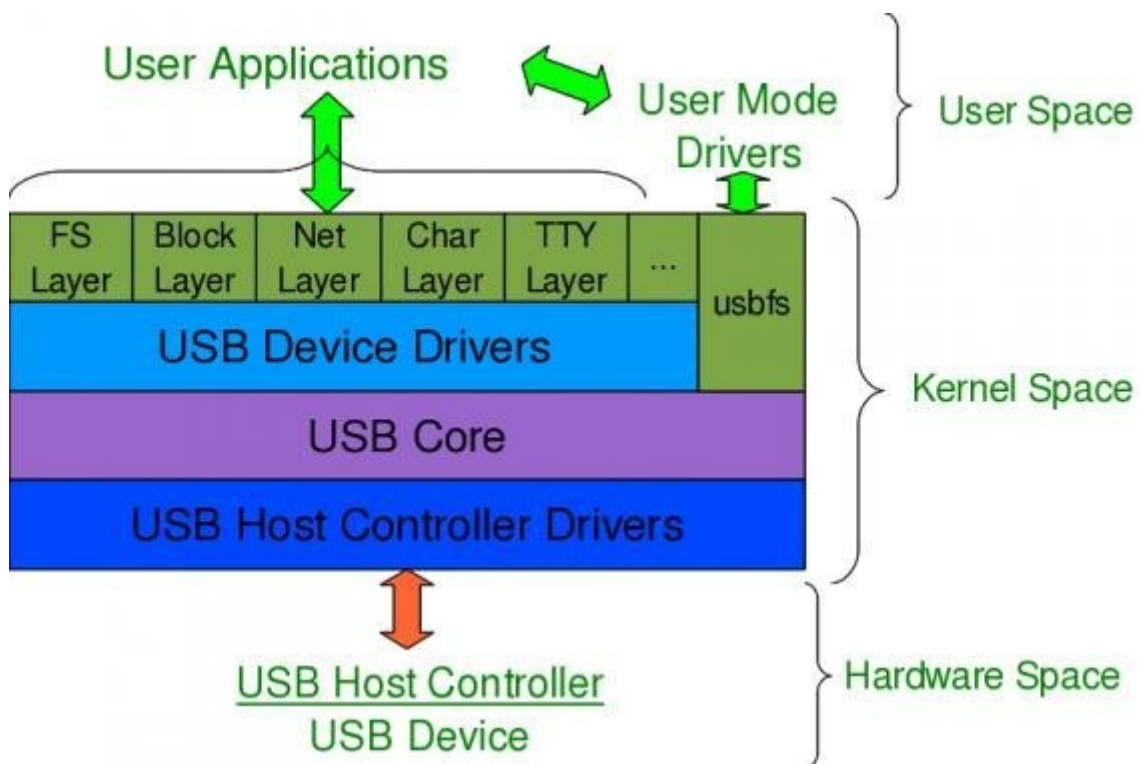 User Applications
User Mode
Drivers
User Space
FS
Layer
Block
Layer
Net
Layer
Char
Layer
TTY
Layer
...
usbfs
USB Device Drivers
USB Core
USB Host Controller Drivers
Kernel Space
USB Host Controller
USB Device
Hardware Space